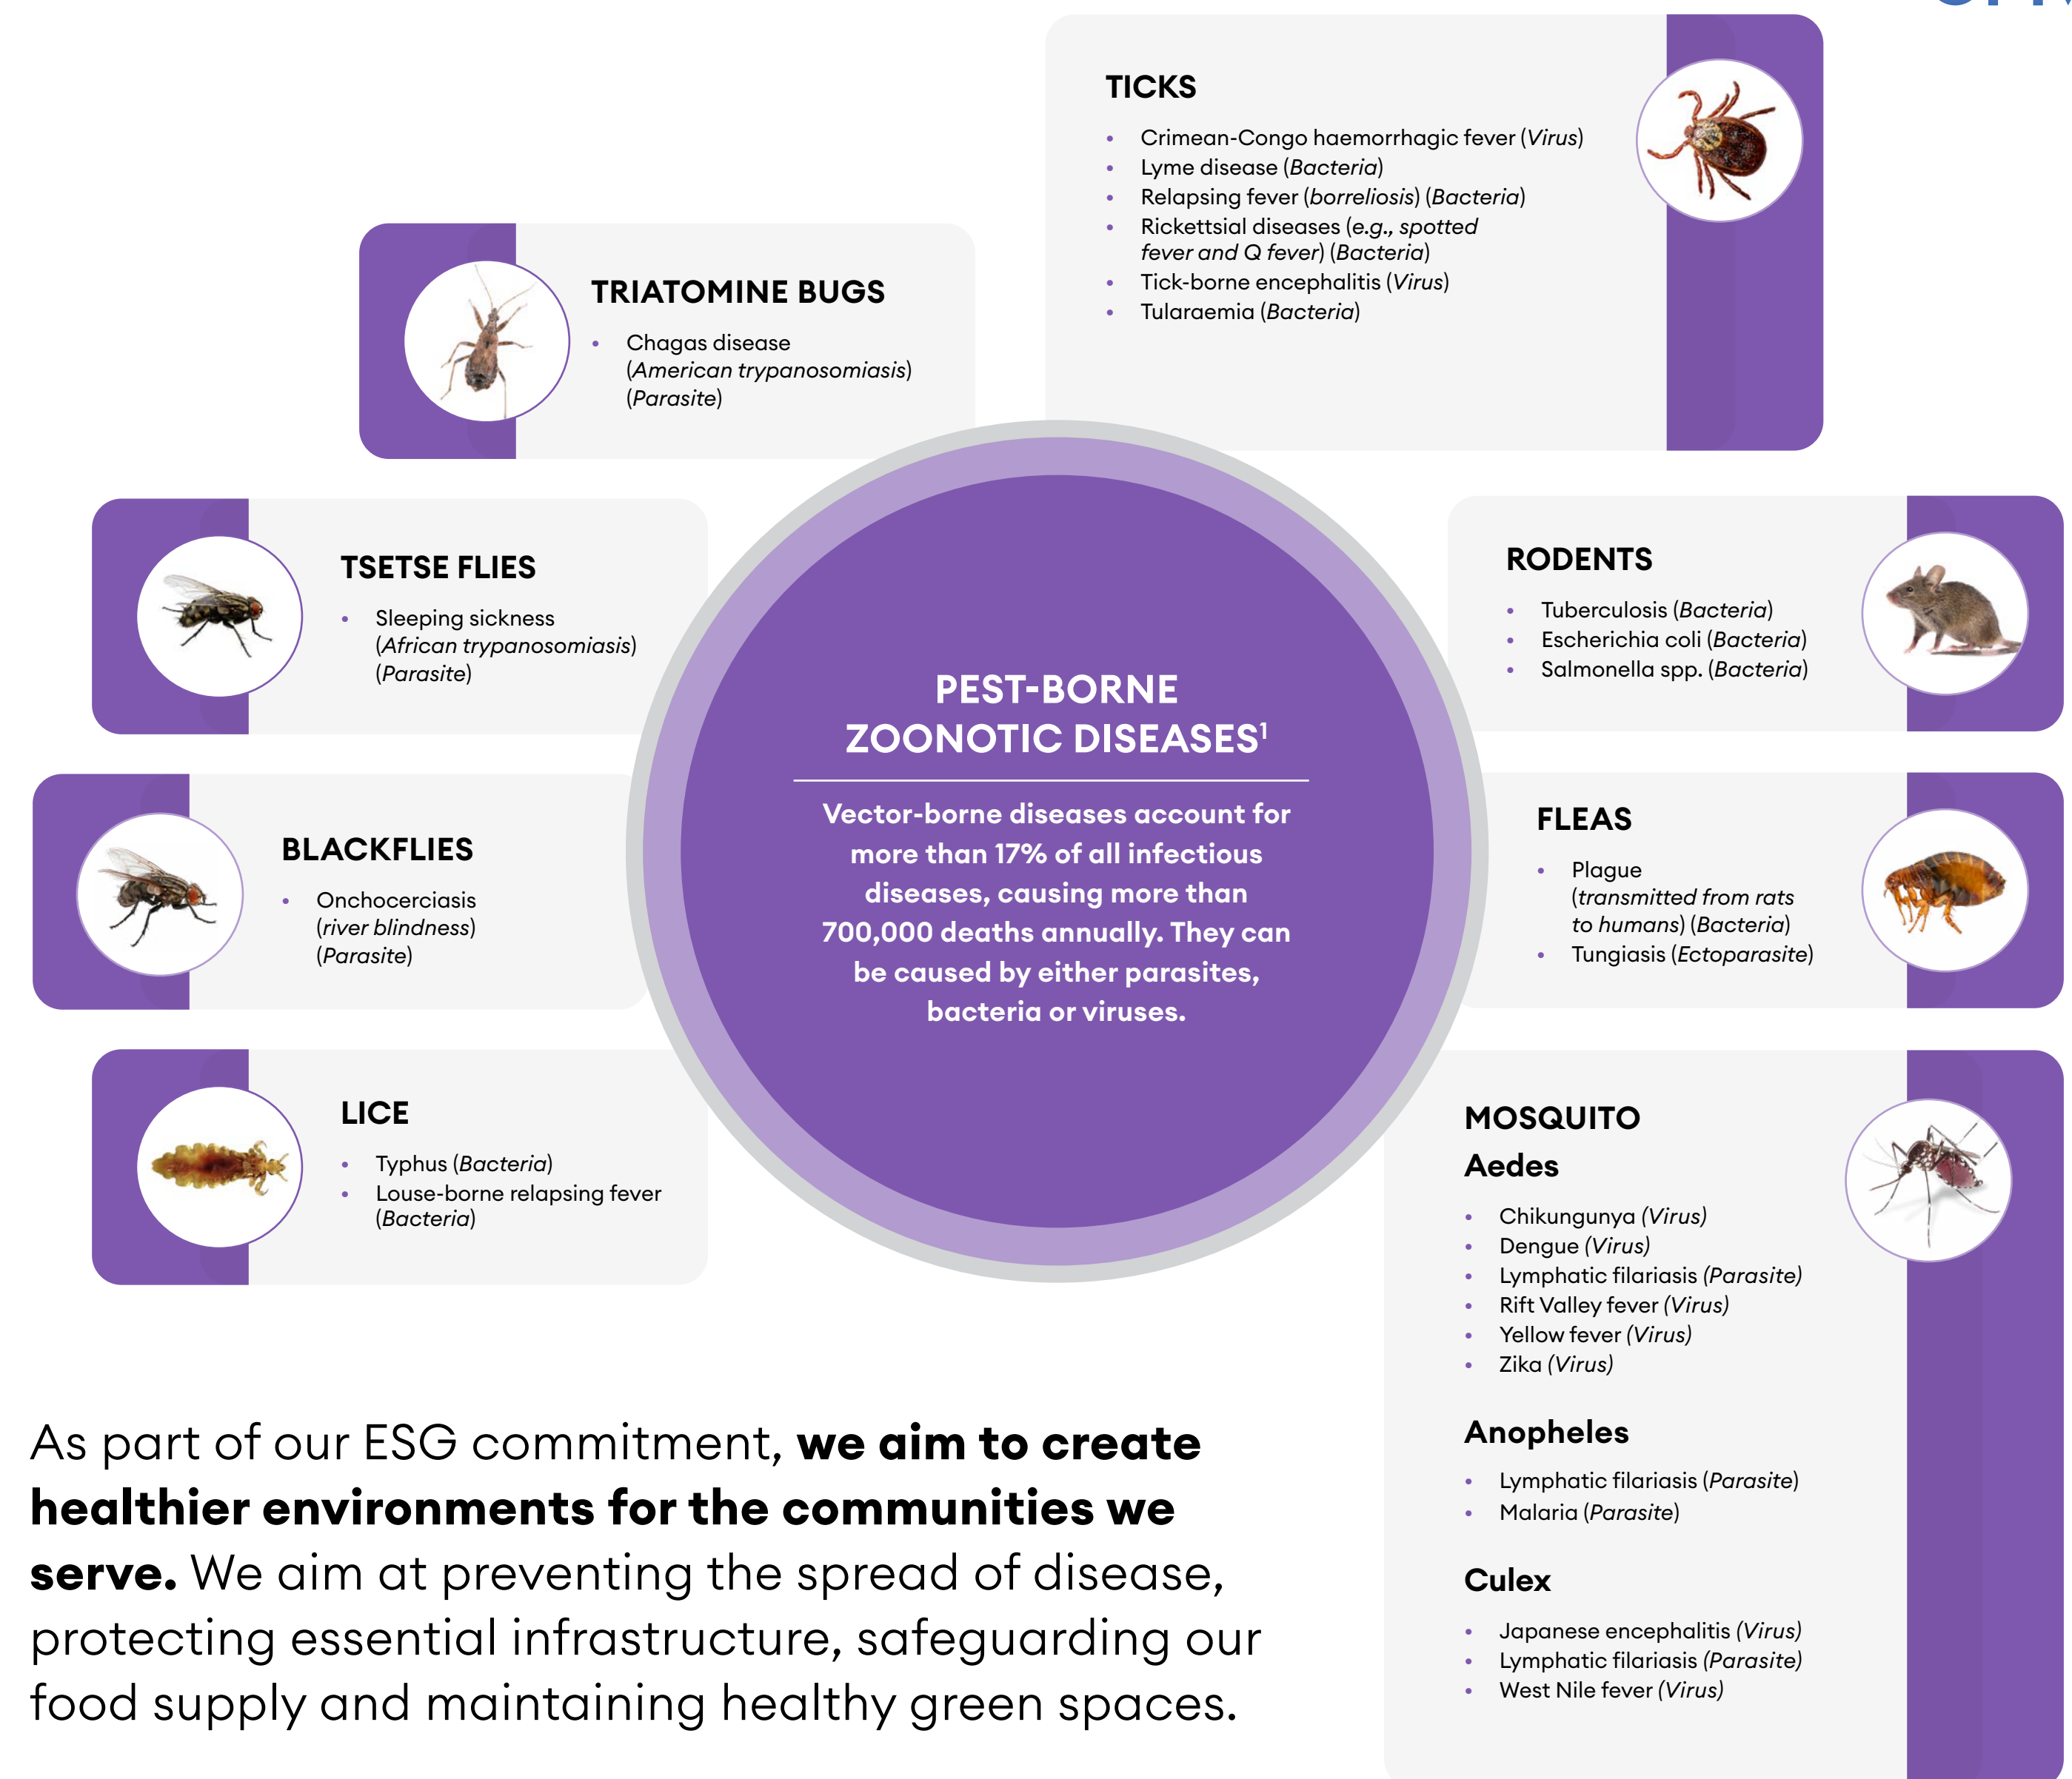 TICKS
• Crimean-Congo haemorrhagic fever (Virus)
• Lyme disease (Bacteria)
• Relapsing fever (borreliosis) (Bacteria)
• Rickettsial diseases (e.g., spotted
fever and Q fever) (Bacteria)
• Tick-borne encephalitis (Virus)
• Tularaemia (Bacteria)
TRIATOMINE BUGS
• Chagas disease
(American trypanosomiasis)
(Parasite)
TSETSE FLIES
• Sleeping sickness
(African trypanosomiasis)
(Parasite)
RODENTS
• Tuberculosis (Bacteria)
• Escherichia coli (Bacteria)
• Salmonella spp. (Bacteria)
PEST-BORNE
ZOONOTIC DISEASES¹
Vector-borne diseases account for
more than 17% of all infectious
diseases, causing more than
700,000 deaths annually. They can
be caused by either parasites,
bacteria or viruses.
BLACKFLIES
• Onchocerciasis
(river blindness)
(Parasite)
FLEAS
• Plague
(transmitted from rats
to humans) (Bacteria)
• Tungiasis (Ectoparasite)
LICE
• Typhus (Bacteria)
• Louse-borne relapsing fever
(Bacteria)
MOSQUITO
Aedes
• Chikungunya (Virus)
• Dengue (Virus)
• Lymphatic filariasis (Parasite)
• Rift Valley fever (Virus)
• Yellow fever (Virus)
• Zika (Virus)
Anopheles
• Lymphatic filariasis (Parasite)
• Malaria (Parasite)
Culex
• Japanese encephalitis (Virus)
• Lymphatic filariasis (Parasite)
• West Nile fever (Virus)
As part of our ESG commitment, we aim to create
healthier environments for the communities we
serve. We aim at preventing the spread of disease,
protecting essential infrastructure, safeguarding our
food supply and maintaining healthy green spaces.